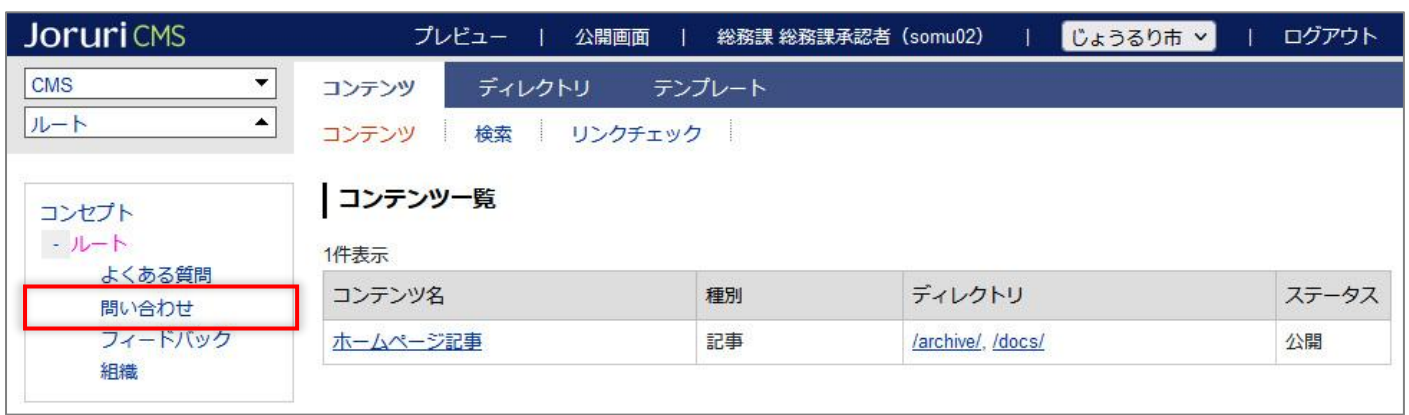 Joruri CMS プレビュー | 公開画面 | 総務課 総務課承認者（somu02） | じょうるり市 | ログアウト
CMS
ルート
コンテンツ ディレクトリ テンプレート
コンテンツ 検索 リンクチェック
コンセプト
- ルート
よくある質問
問い合わせ
フィードバック
組織
コンテンツ一覧
1件表示
コンテンツ名 種別 ディレクトリ ステータス
ホームページ記事 記事 /archive/, /docs/ 公開